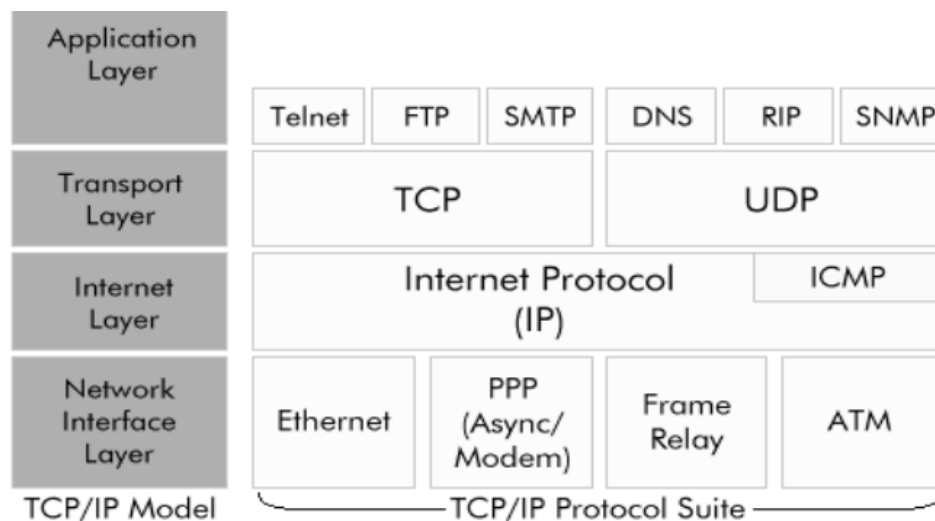 Application
Layer
Telnet FTP SMTP DNS RIP SNMP
Transport
Layer
TCP UDP
Internet
Layer
Internet Protocol
(IP)
ICMP
Network
Interface
Layer
Ethernet
PPP
(Async/
Modem)
Frame
Relay
ATM
TCP/IP Model TCP/IP Protocol Suite